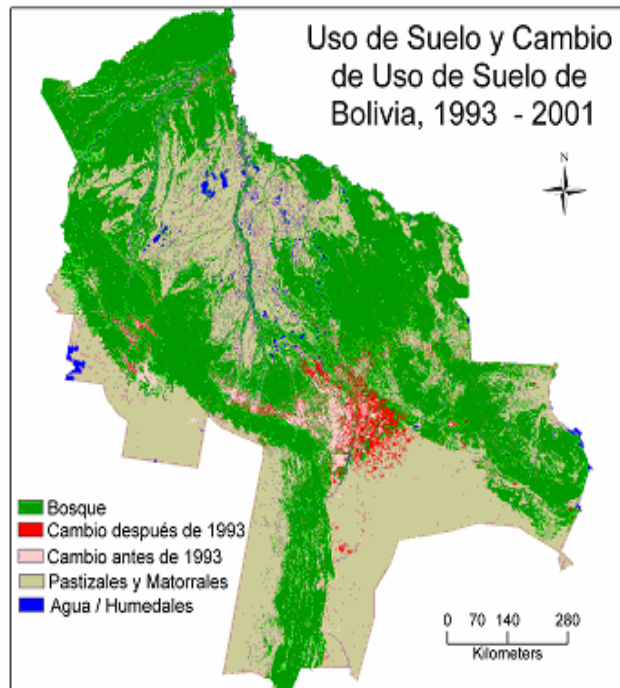 Uso de Suelo y Cambio
de Uso de Suelo de
Bolivia, 1993 - 2001
N
Bosque
Cambio después de 1993
Cambio antes de 1993
Pastizales y Matorrales
Agua / Humedales
0 70 140 280
Kilometers